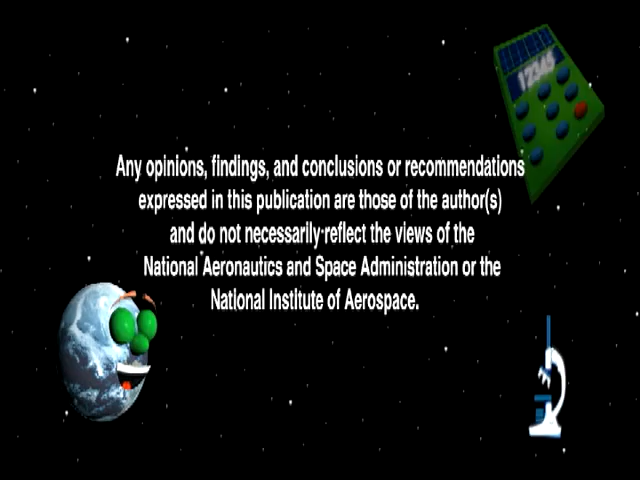 12345
Any opinions, findings, and conclusions or recommendations
expressed in this publication are those of the author(s)
and do not necessarily reflect the views of the
National Aeronautics and Space Administration or the
National Institute of Aerospace.